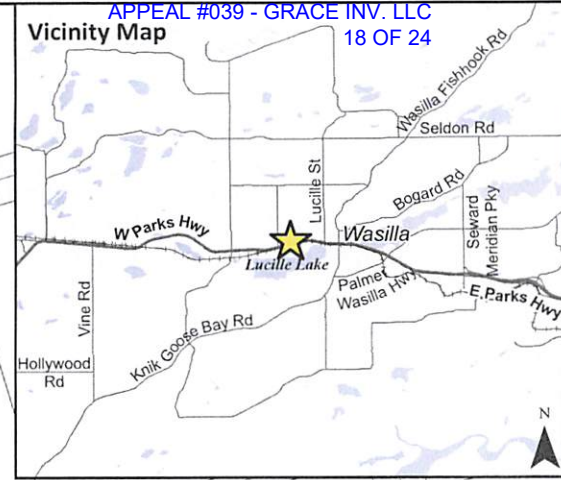 APPEAL #039 - GRACE INV. LLC
18 OF 24
Vicinity Map
Wasilla Fishhook Rd
Seldon Rd
Lucille St
Bogard Rd
W Parks Hwy
Wasilla
Seward
Meridian Pky
Lucille Lake
Palmer
Wasilla Hwy
E Parks Hwy
Vine Rd
Knik Goose Bay Rd
Hollywood
Rd
N